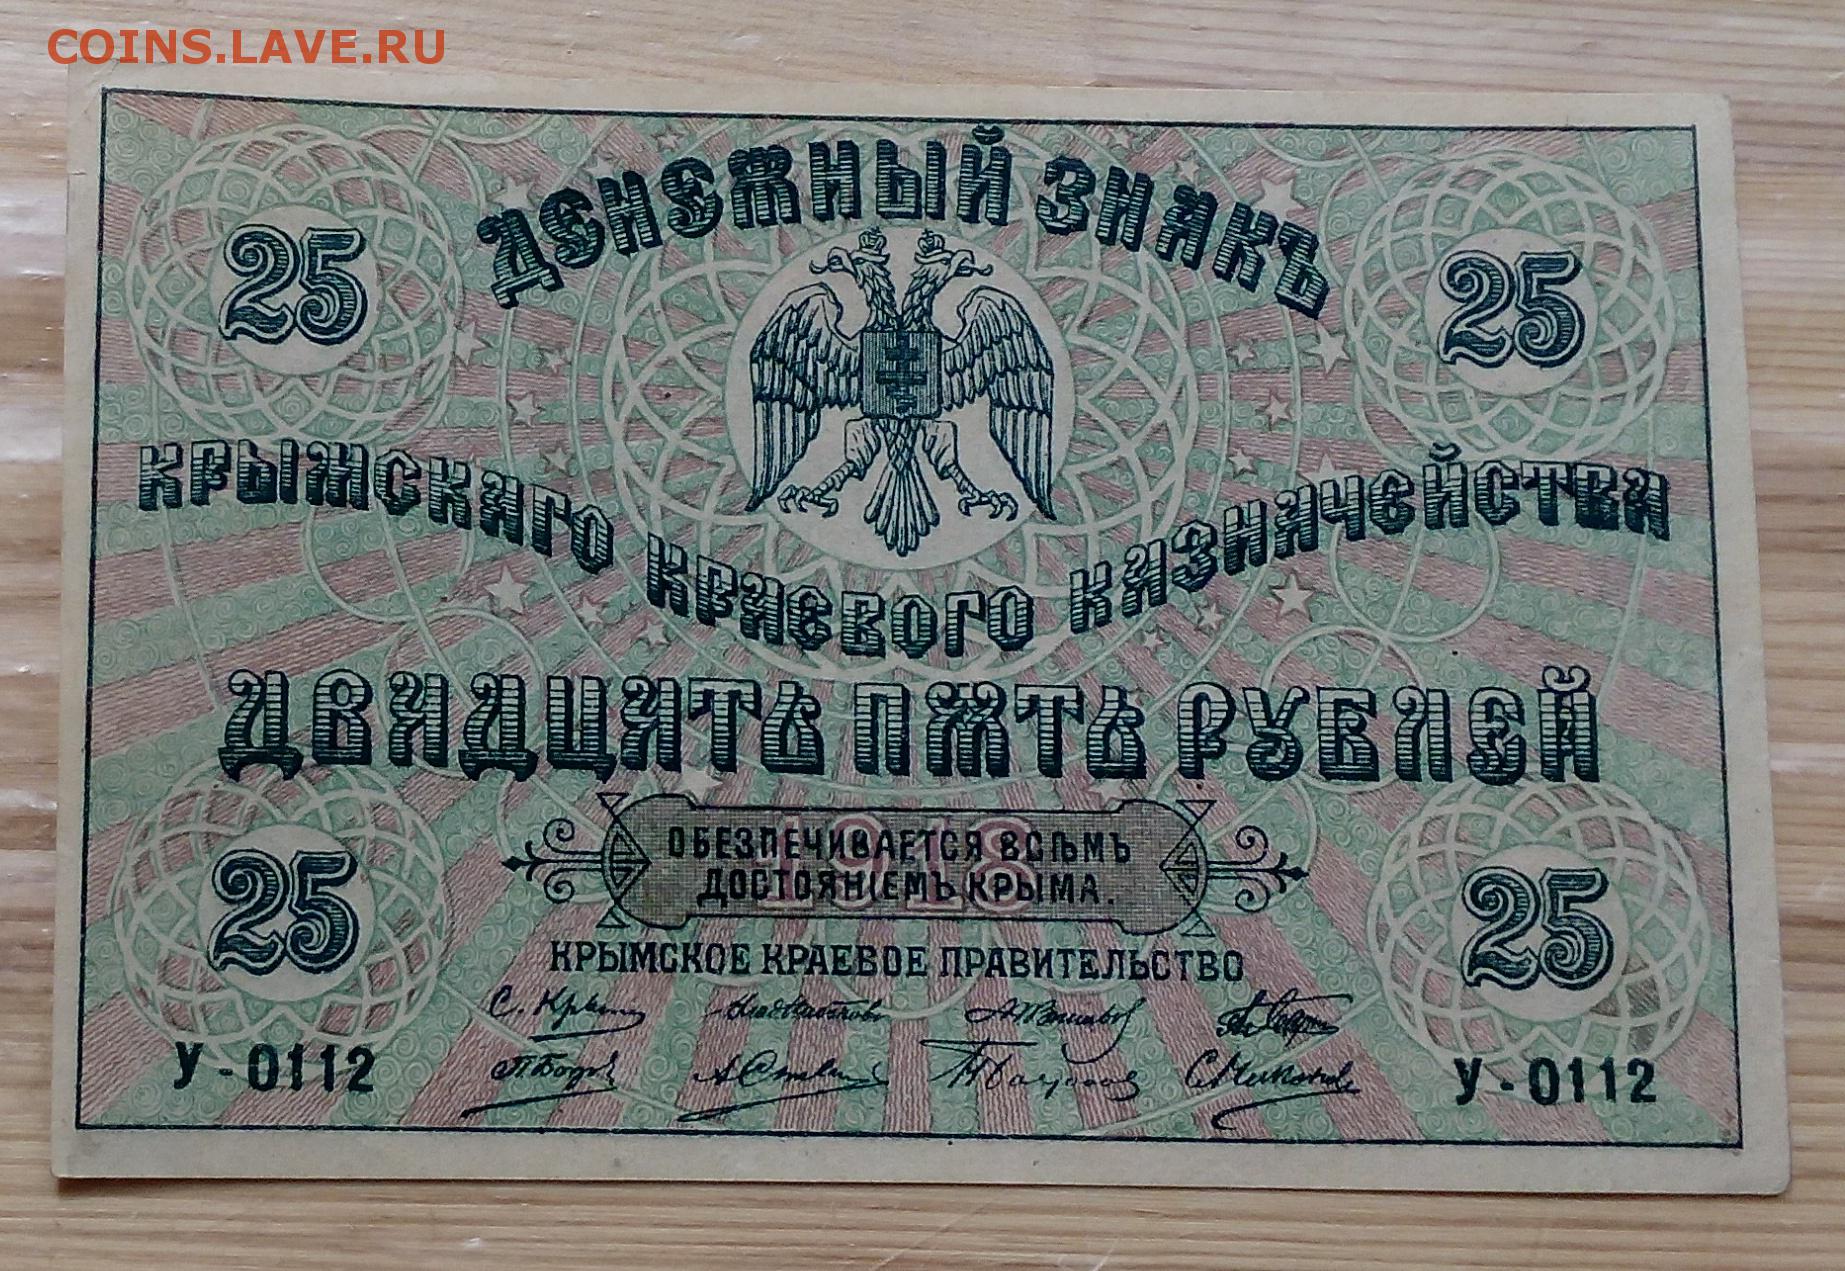 COINS.LAVE.RU
ДЕНЕЖНЫЙ ЗНАКЪ
25 25
КРЫМСКАГО КРАЕВОГО КАЗНАЧЕЙСТВА
ДВАДЦАТЬ ПЯТЬ РУБЛЕЙ
1918
ОБЕЗПЕЧИВАЕТСЯ ВСѢМЪ
ДОСТОЯНІЕМЪ КРЫМА.
25 25
КРЫМСКОЕ КРАЕВОЕ ПРАВИТЕЛЬСТВО
У-0112 У-0112